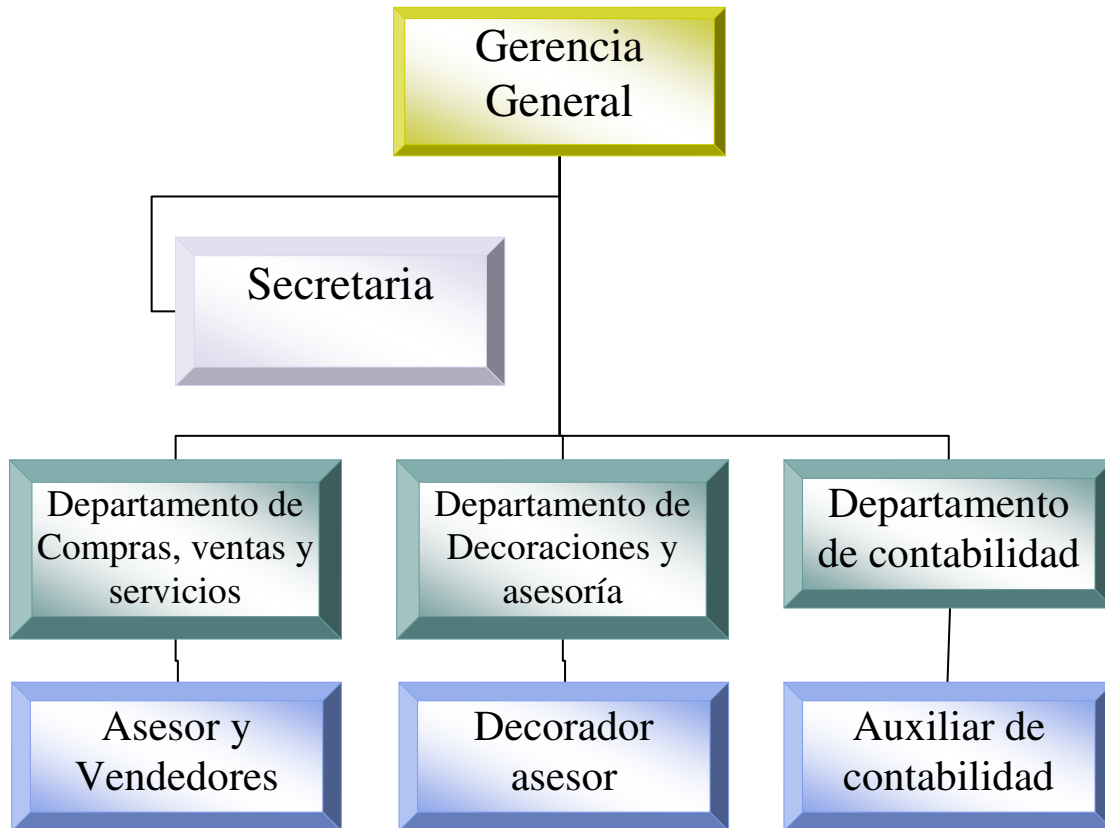 Gerencia
General
Secretaria
Departamento de
Compras, ventas y
servicios
Departamento de
Decoraciones y
asesoría
Departamento
de contabilidad
Asesor y
Vendedores
Decorador
asesor
Auxiliar de
contabilidad